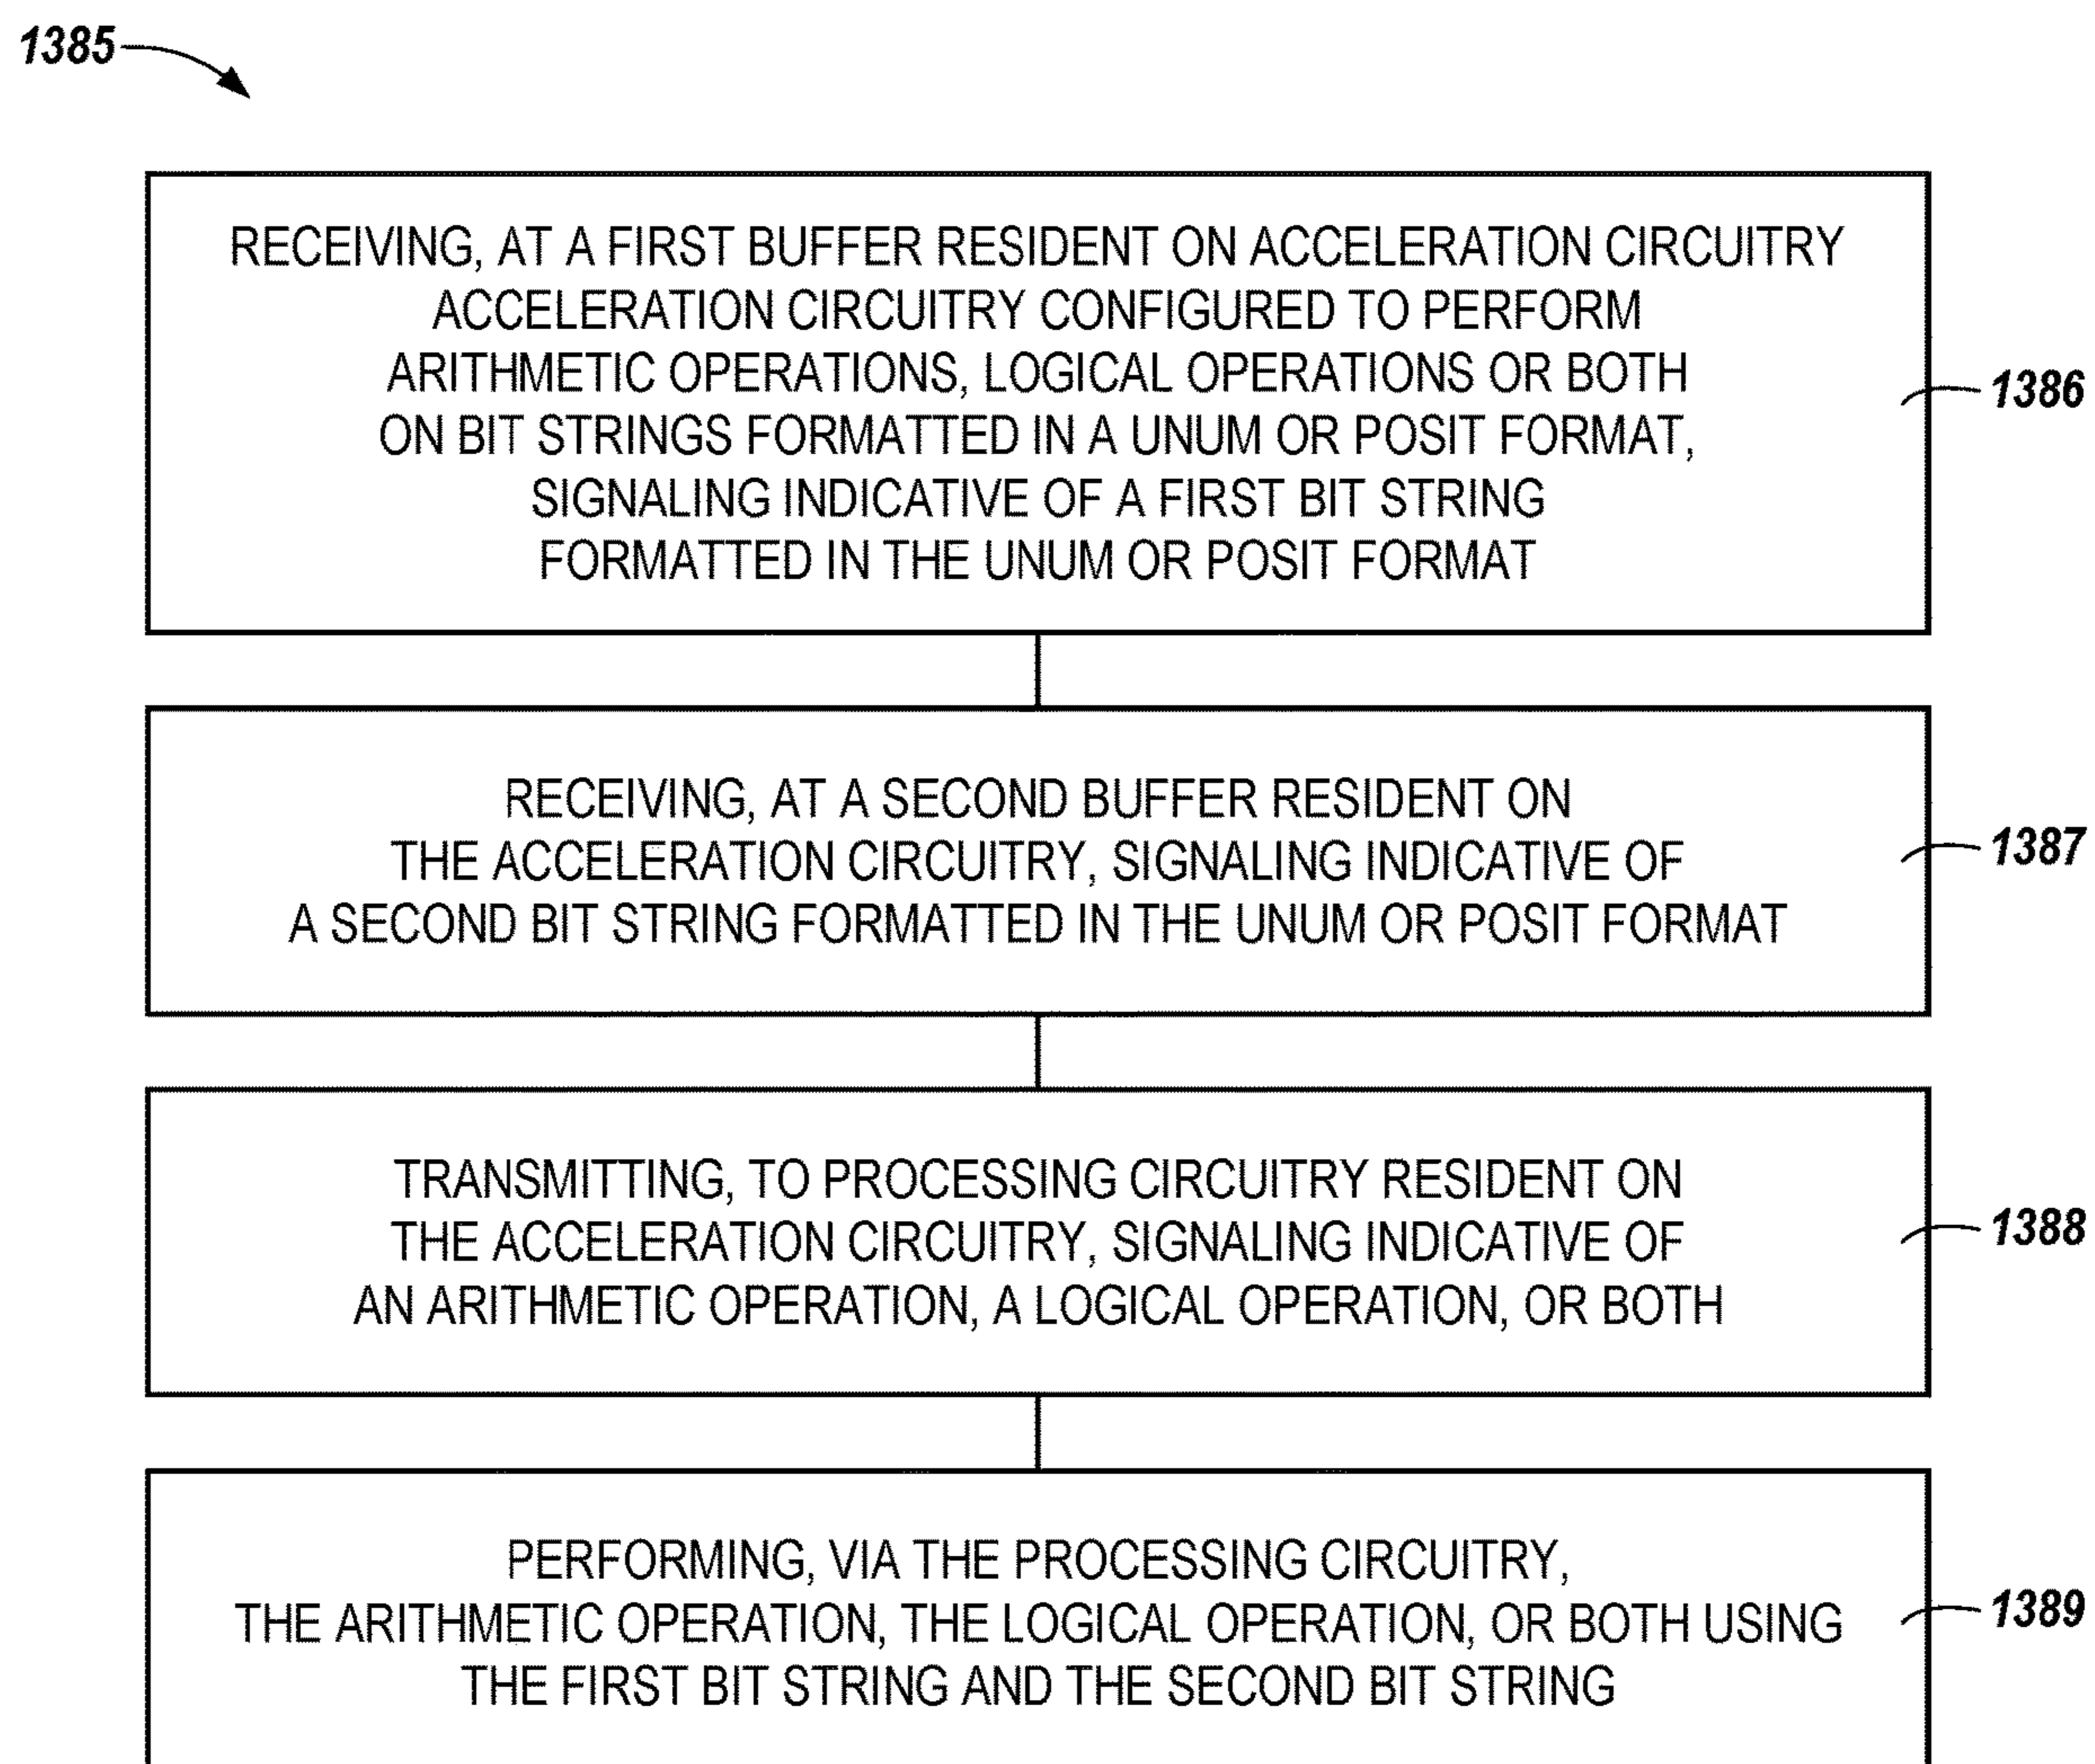 1385
RECEIVING, AT A FIRST BUFFER RESIDENT ON ACCELERATION CIRCUITRY
ACCELERATION CIRCUITRY CONFIGURED TO PERFORM
ARITHMETIC OPERATIONS, LOGICAL OPERATIONS OR BOTH
ON BIT STRINGS FORMATTED IN A UNUM OR POSIT FORMAT,
SIGNALING INDICATIVE OF A FIRST BIT STRING
FORMATTED IN THE UNUM OR POSIT FORMAT
1386
RECEIVING, AT A SECOND BUFFER RESIDENT ON
THE ACCELERATION CIRCUITRY, SIGNALING INDICATIVE OF
A SECOND BIT STRING FORMATTED IN THE UNUM OR POSIT FORMAT
1387
TRANSMITTING, TO PROCESSING CIRCUITRY RESIDENT ON
THE ACCELERATION CIRCUITRY, SIGNALING INDICATIVE OF
AN ARITHMETIC OPERATION, A LOGICAL OPERATION, OR BOTH
1388
PERFORMING, VIA THE PROCESSING CIRCUITRY,
THE ARITHMETIC OPERATION, THE LOGICAL OPERATION, OR BOTH USING
THE FIRST BIT STRING AND THE SECOND BIT STRING
1389